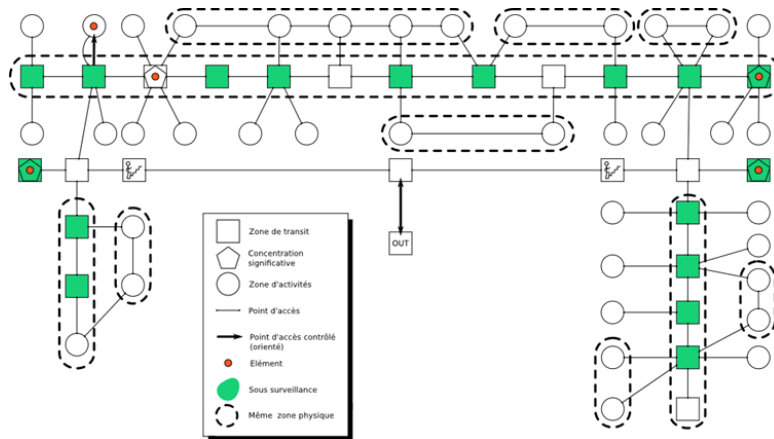 OUT
Zone de transit
Concentration
significative
Zone d'activités
Point d'accès
Point d'accès contrôlé
(orienté)
Elément
Sous surveillance
Même zone physique